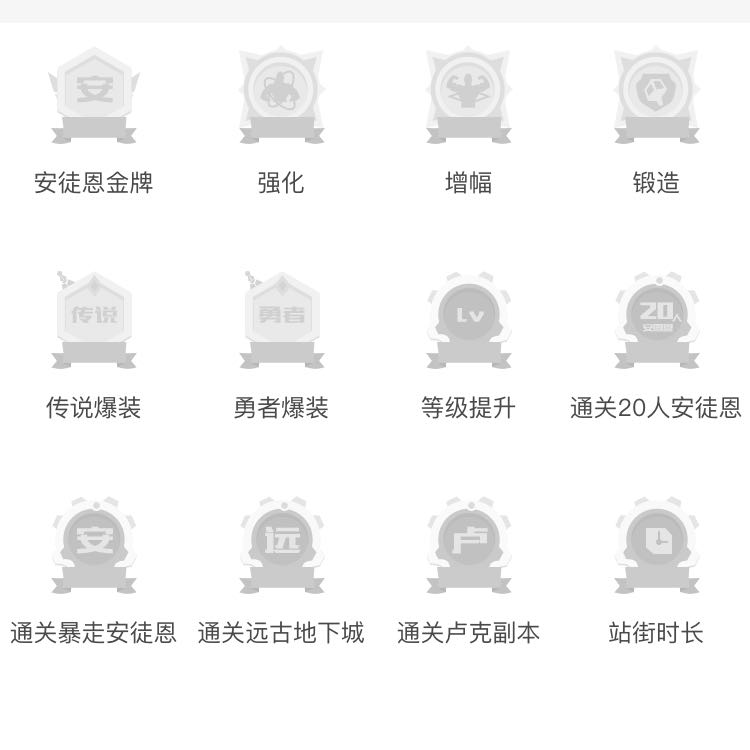 安
安徒恩金牌
强化
增幅
锻造
传说
勇者
Lv
20人
安徒恩
传说爆装
勇者爆装
等级提升
通关20人安徒恩
安
远
卢
通关暴走安徒恩
通关远古地下城
通关卢克副本
站街时长